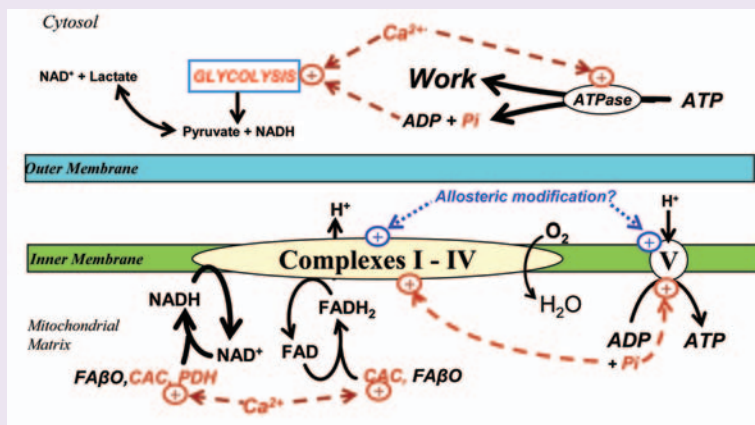 Cytosol
Ca²⁺
NAD⁺ + Lactate
GLYCOLYSIS
+
+
Work
ATPase
ATP
ADP + Pi
Pyruvate + NADH
Outer Membrane
Allosteric modification?
H⁺
H⁺
+
+
O₂
Inner Membrane
Complexes I - IV
V
+
+
NADH
FADH₂
H₂O
Mitochondrial
Matrix
NAD⁺
FAD
ADP
+ Pi
ATP
FAβO, CAC, PDH
CAC, FAβO
+
Ca²⁺
+